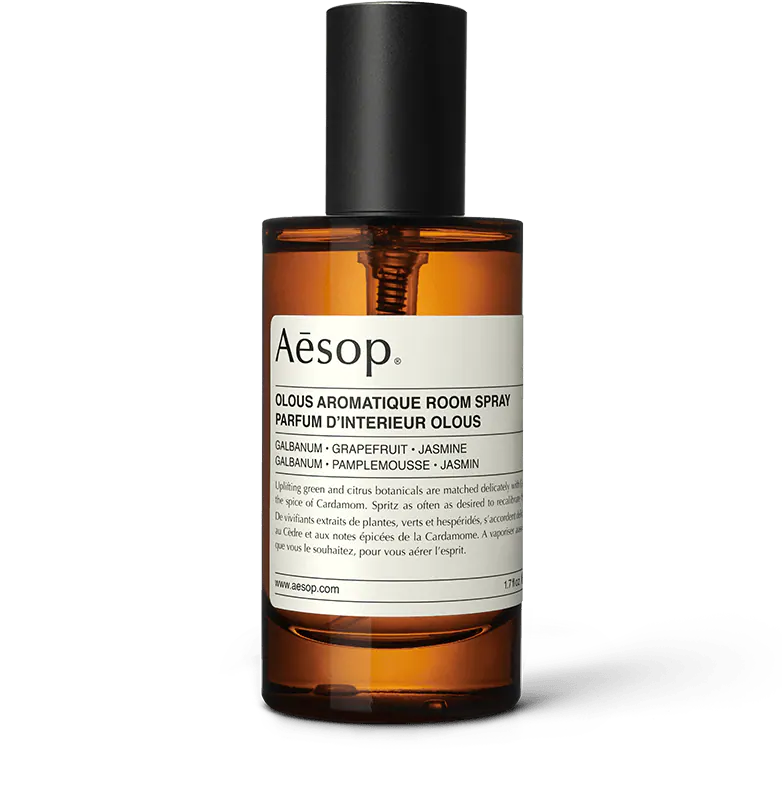 Aēsop®
OLOUS AROMATIQUE ROOM SPRAY
PARFUM D'INTERIEUR OLOUS
GALBANUM · GRAPEFRUIT · JASMINE
GALBANUM · PAMPLEMOUSSE · JASMIN
Uplifting green and citrus botanicals are matched delicately with
the spice of Cardamom. Spritz as often as desired to
De vivifiants extraits de plantes, verts et hespéridés, s'accordent
au Cèdre et aux notes épicées de la Cardamome. A vaporiser
que vous le souhaitez, pour vous aérer l'esprit.
www.aesop.com 1.7 fl oz